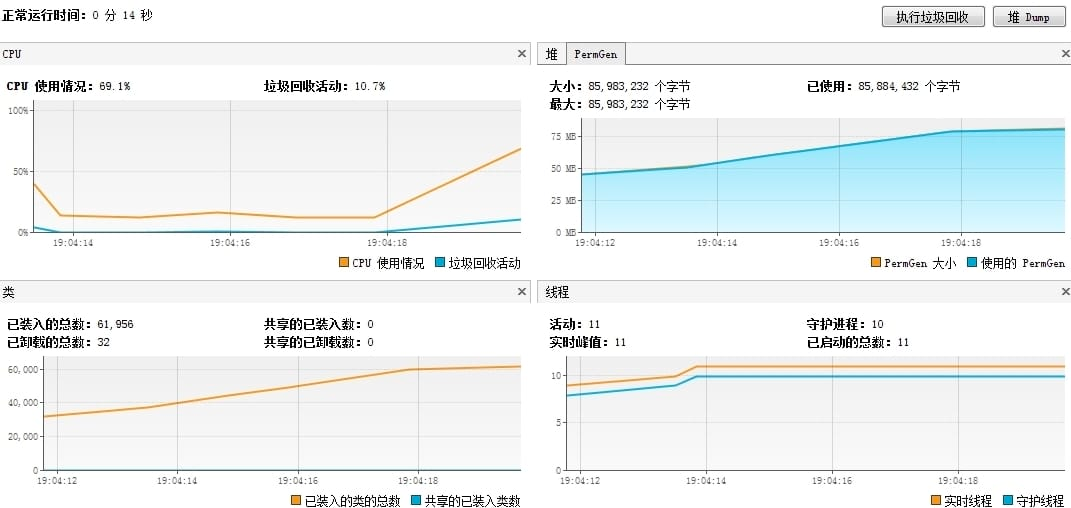 正常运行时间：0 分 14 秒
执行垃圾回收
堆 Dump
CPU
CPU 使用情况：69.1%
垃圾回收活动：10.7%
100%
50%
0%
19:04:14
19:04:16
19:04:18
CPU 使用情况
垃圾回收活动
堆
PermGen
大小：85,983,232 个字节
已使用：85,884,432 个字节
最大：85,983,232 个字节
75 MB
50 MB
25 MB
0 MB
19:04:12
19:04:14
19:04:16
19:04:18
PermGen 大小
使用的 PermGen
类
已装入的总数：61,956
共享的已装入数：0
已卸载的总数：32
共享的已卸载数：0
60,000
40,000
20,000
0
19:04:12
19:04:14
19:04:16
19:04:18
已装入的类的总数
共享的已装入类数
线程
活动：11
守护进程：10
实时峰值：11
已启动的总数：11
10
5
0
19:04:12
19:04:14
19:04:16
19:04:18
实时线程
守护线程